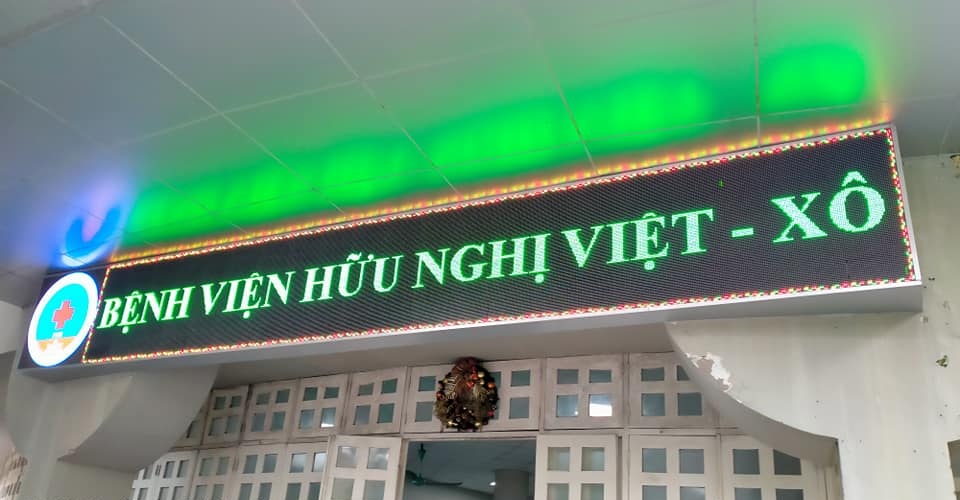 BỆNH VIỆN HỮU NGHỊ VIỆT - XÔ